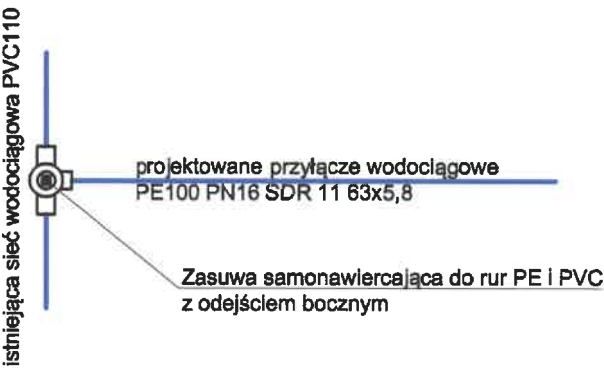 istniejąca sieć wodociągowa PVC110
projektowane przyłącze wodociągowe
PE100 PN16 SDR 11 63x5,8
Zasuwa samonawiercająca do rur PE i PVC
z odejściem bocznym